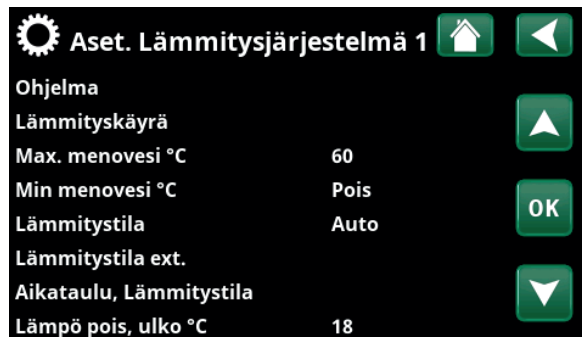 Aset. Lämmitysjärjestelmä 1
Ohjelma
Lämmityskäyrä
Max. menovesi °C 60
Min menovesi °C Pois
Lämmitystila Auto
OK
Lämmitystila ext.
Aikataulu, Lämmitystila
Lämpö pois, ulko °C 18